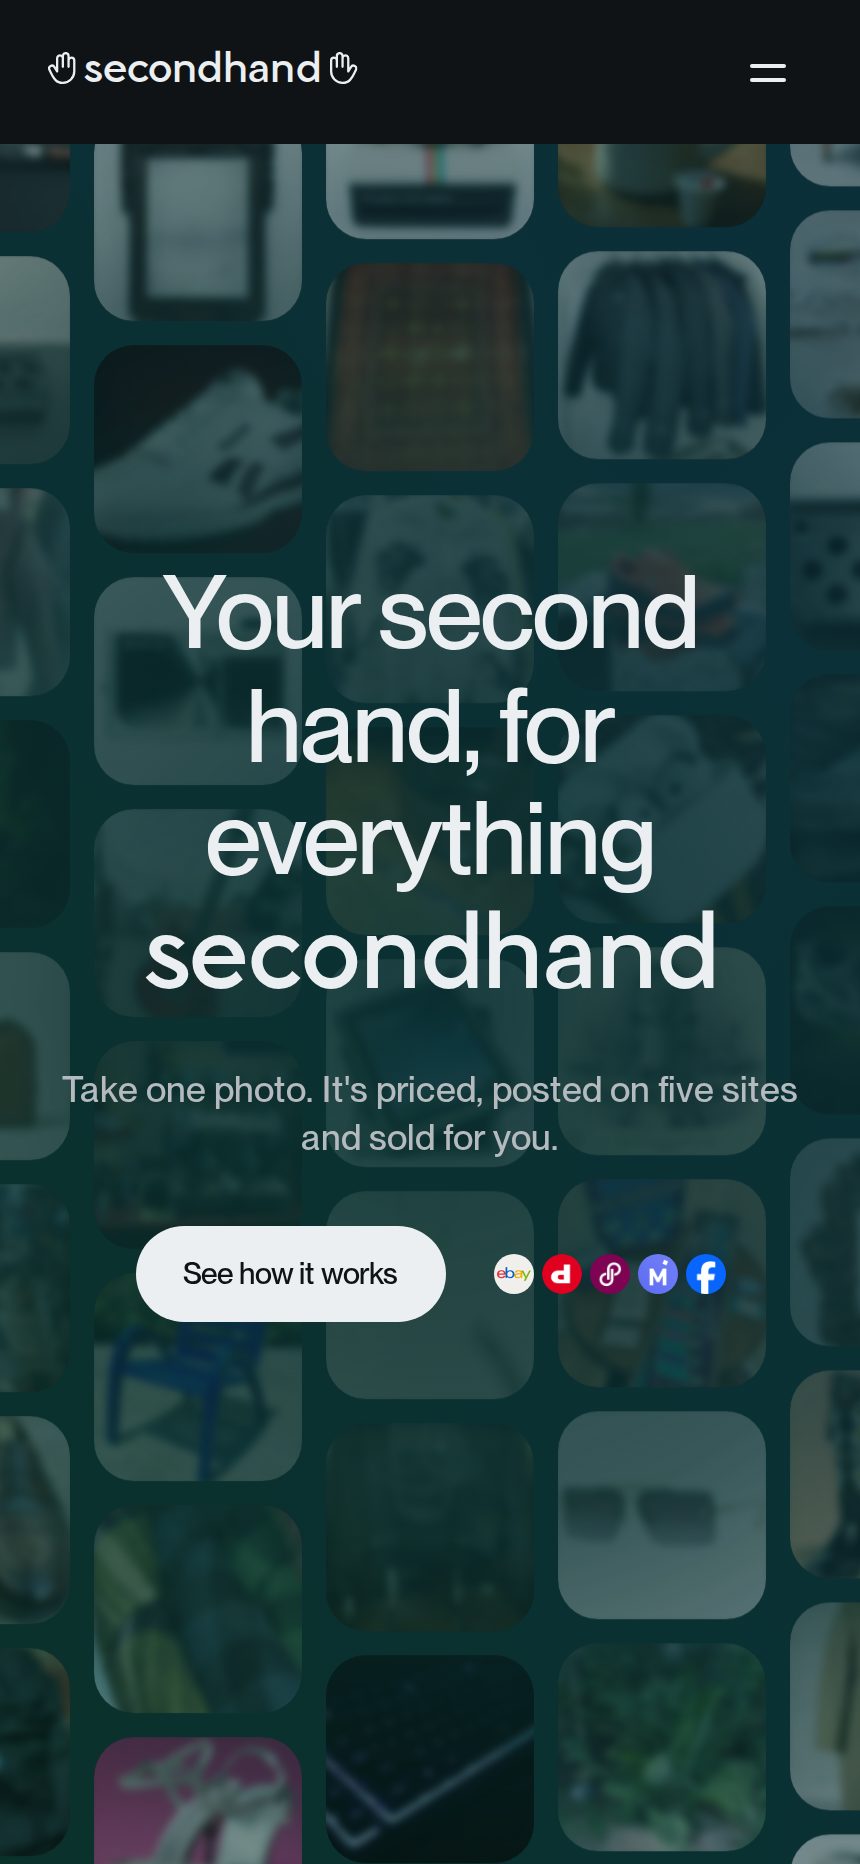 secondhand
Your second
hand, for
everything
secondhand
Take one photo. It's priced, posted on five sites
and sold for you.
See how it works
ebay